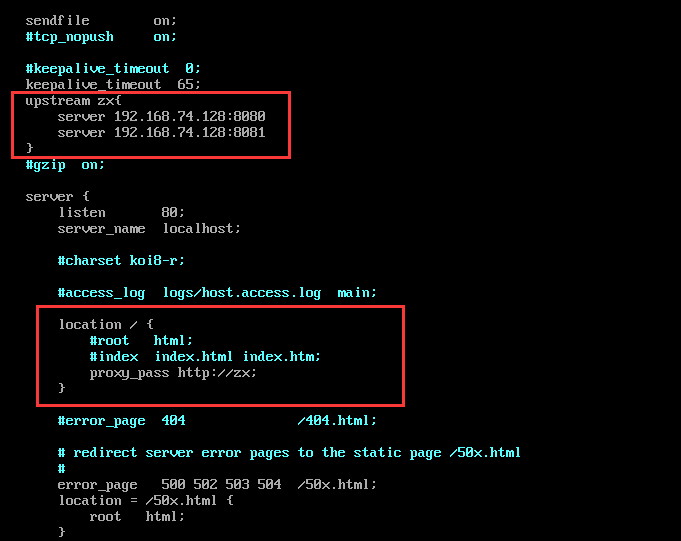 sendfile        on;
#tcp_nopush     on;
#keepalive_timeout  0;
keepalive_timeout  65;
upstream zx{
    server 192.168.74.128:8080
    server 192.168.74.128:8081
}
#gzip  on;
server {
    listen       80;
    server_name  localhost;
    #charset koi8-r;
    #access_log  logs/host.access.log  main;
    location / {
        #root   html;
        #index  index.html index.htm;
        proxy_pass http://zx;
    }
    #error_page  404              /404.html;
    # redirect server error pages to the static page /50x.html
    #
    error_page   500 502 503 504  /50x.html;
    location = /50x.html {
        root   html;
    }